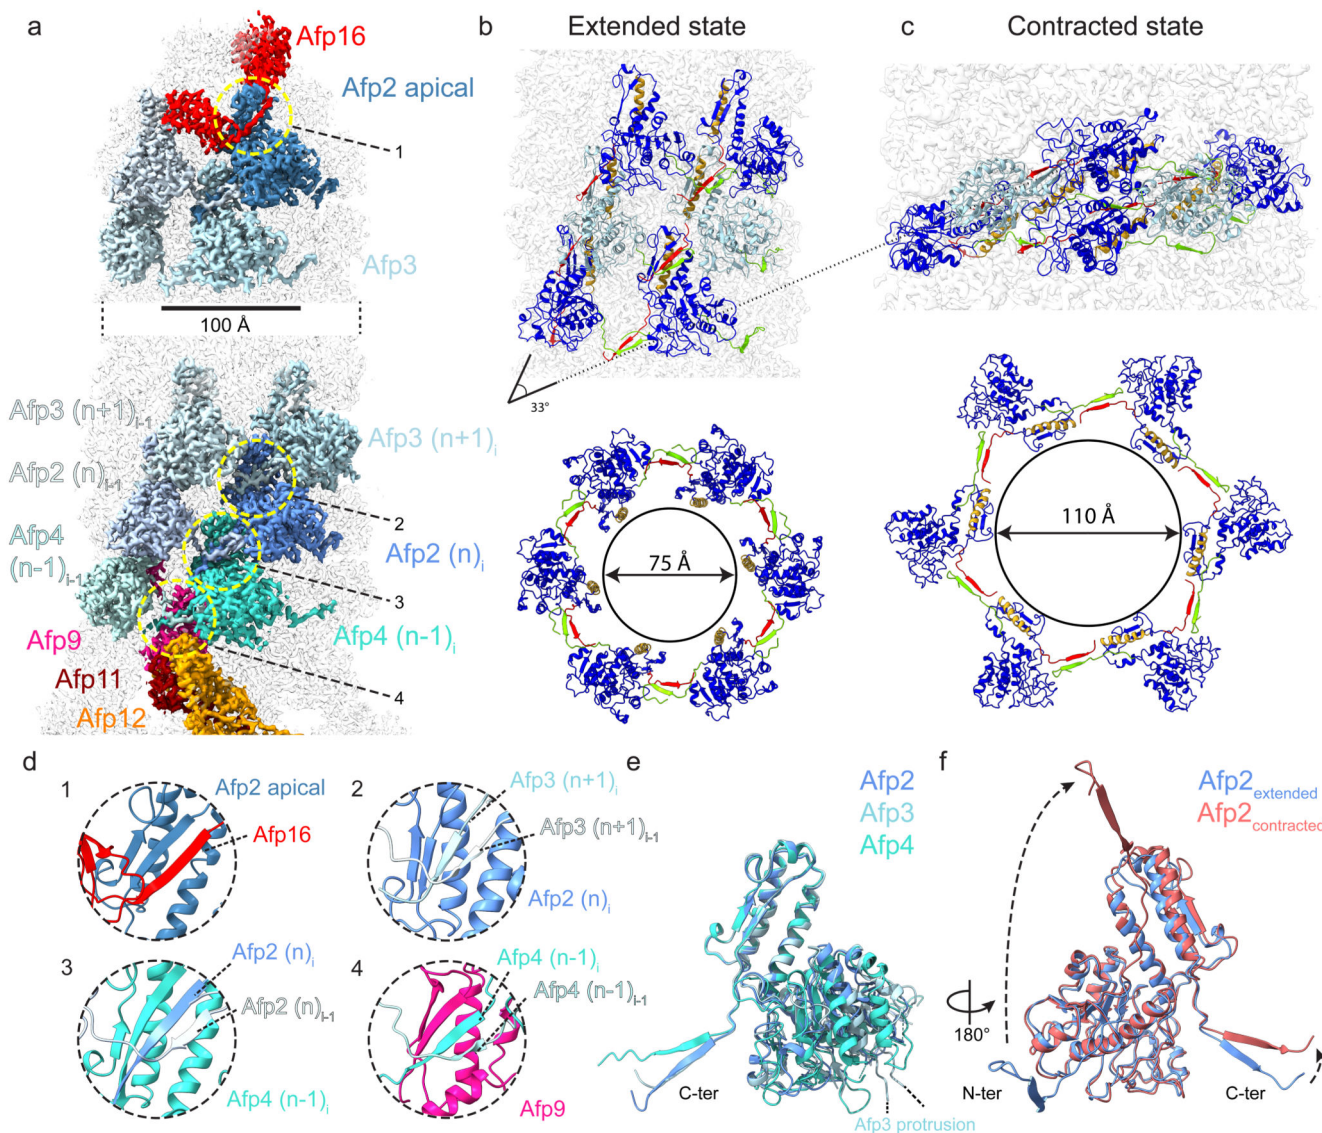 a
Afp16
Afp2 apical
1
Afp3
100 Å
Afp3 (n+1)i-1
Afp3 (n+1)i
Afp2 (n)i-1
2
Afp2 (n)i
Afp4
(n-1)i-1
3
Afp4 (n-1)i
Afp9
Afp11
4
Afp12
b
Extended state
33°
75 Å
c
Contracted state
110 Å
d
1
Afp2 apical
Afp16
2
Afp3 (n+1)i
Afp3 (n+1)i-1
Afp2 (n)i
3
Afp2 (n)i
Afp2 (n)i-1
Afp4 (n-1)i
4
Afp4 (n-1)i
Afp4 (n-1)i-1
Afp9
e
Afp2
Afp3
Afp4
C-ter
Afp3 protrusion
180°
f
Afp2extended
Afp2contracted
N-ter
C-ter